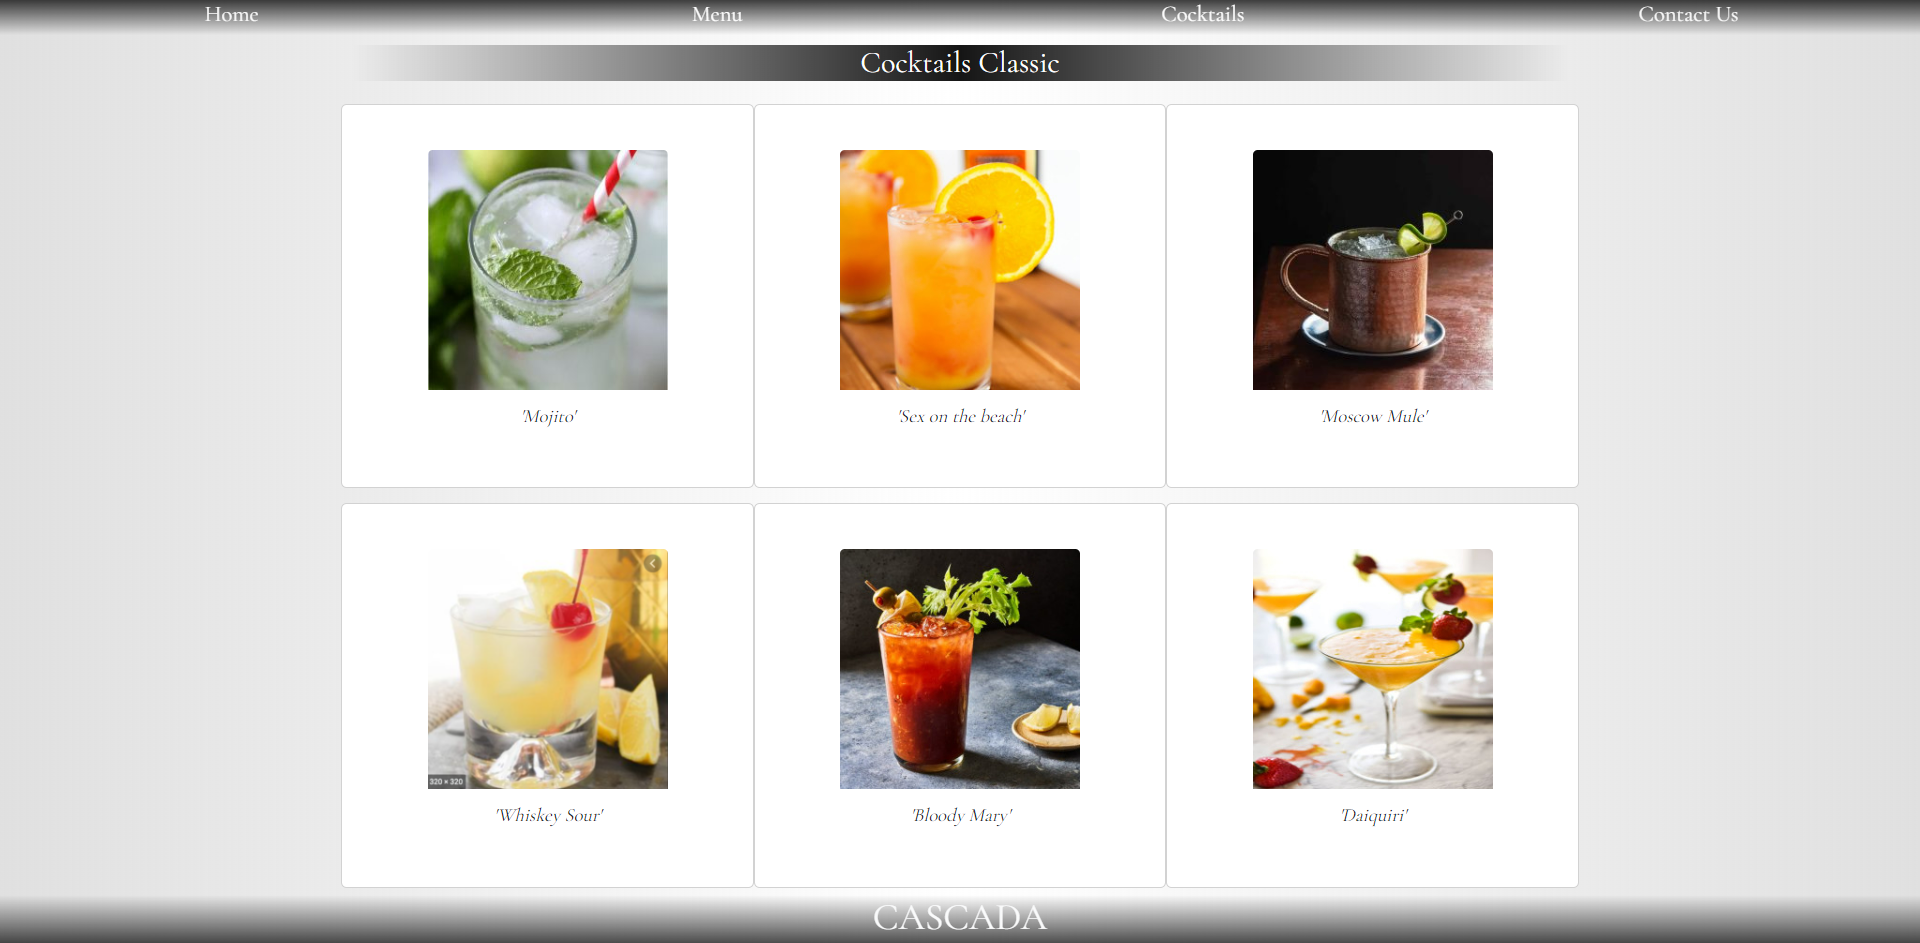 Home
Menu
Cocktails
Contact Us
Cocktails Classic
'Mojito'
'Sex on the beach'
'Moscow Mule'
320 × 320
'Whiskey Sour'
'Bloody Mary'
'Daiquiri'
CASCADA